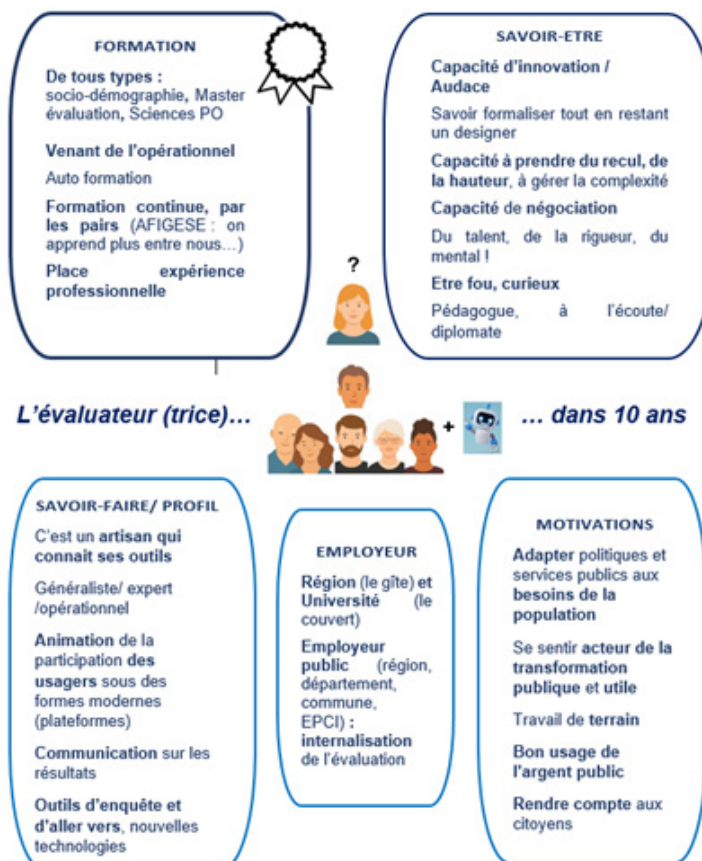 FORMATION
De tous types :
socio-démographie, Master
évaluation, Sciences PO
Venant de l'opérationnel
Auto formation
Formation continue, par
les pairs (AFIGESE : on
apprend plus entre nous…)
Place expérience
professionnelle
SAVOIR-ETRE
Capacité d'innovation /
Audace
Savoir formaliser tout en restant
un designer
Capacité à prendre du recul, de
la hauteur, à gérer la complexité
Capacité de négociation
Du talent, de la rigueur, du
mental !
Etre fou, curieux
Pédagogue, à l'écoute/
diplomate
?
L'évaluateur (trice)…
+
… dans 10 ans
SAVOIR-FAIRE/ PROFIL
C'est un artisan qui
connait ses outils
Généraliste/ expert
/opérationnel
Animation de la
participation des
usagers sous des
formes modernes
(plateformes)
Communication sur les
résultats
Outils d'enquête et
d'aller vers, nouvelles
technologies
EMPLOYEUR
Région (le gîte) et
Université (le
couvert)
Employeur
public (région,
département,
commune,
EPCI) :
internalisation
de l'évaluation
MOTIVATIONS
Adapter politiques et
services publics aux
besoins de la
population
Se sentir acteur de la
transformation
publique et utile
Travail de terrain
Bon usage de
l'argent public
Rendre compte aux
citoyens